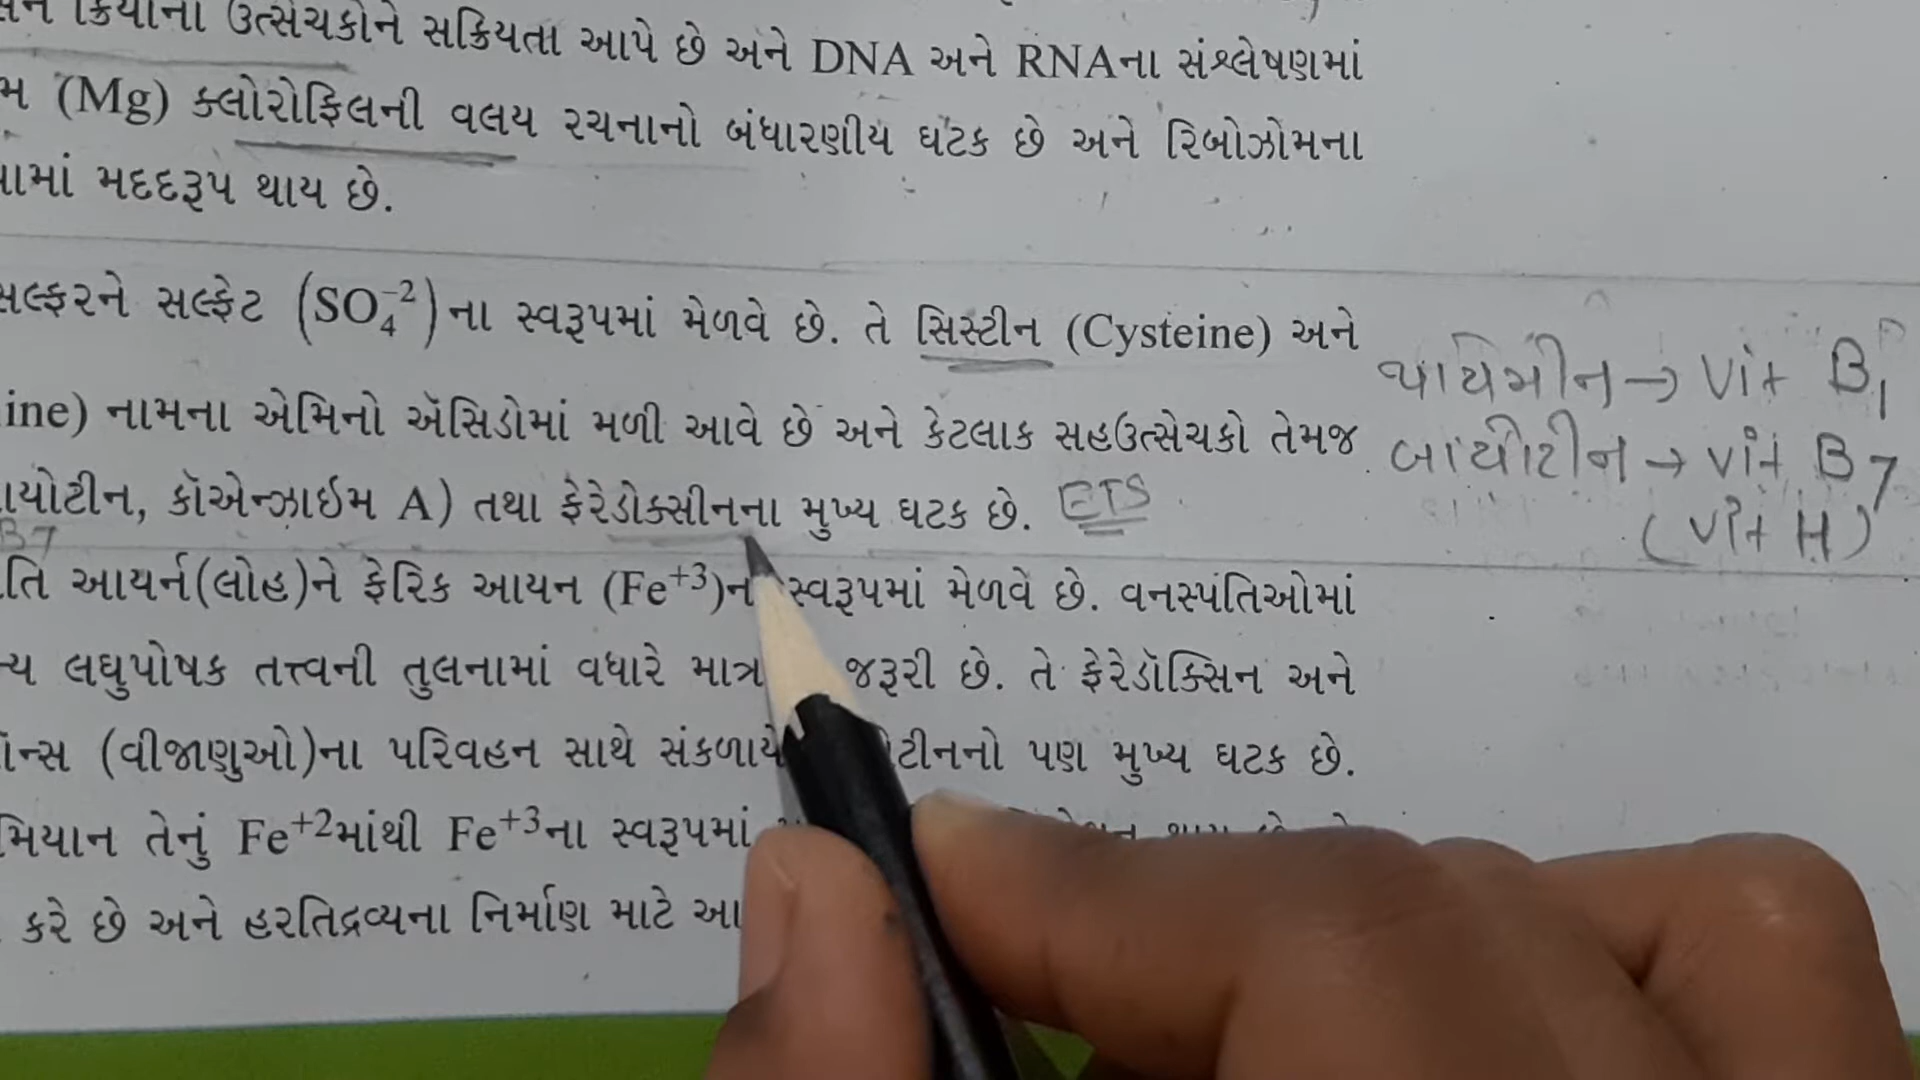 ક્રિયાના ઉત્સેચકોને સક્રિયતા આપે છે અને DNA અને RNAના સંશ્લેષણમાં
મ (Mg) ક્લોરોફિલની વલય રચનાનો બંધારણીય ઘટક છે અને રિબોઝોમના
મદદરૂપ થાય છે.
સલ્ફરને સલ્ફેટ (SO₄⁻²)ના સ્વરૂપમાં મેળવે છે. તે સિસ્ટીન (Cysteine) અને
ine) નામના એમિનો ઍસિડોમાં મળી આવે છે અને કેટલાક સહઉત્સેચકો તેમજ
ાયોટીન, કૉએન્ઝાઇમ A) તથા ફેરેડોક્સીનના મુખ્ય ઘટક છે. ETS
B7
થાયેમીન → Vit B₁
બાયોટીન → Vit B7
(Vit H)
તિ આયર્ન(લોહ)ને ફેરિક આયન (Fe⁺³)ન સ્વરૂપમાં મેળવે છે. વનસ્પતિઓમાં
ન્ય લઘુપોષક તત્ત્વની તુલનામાં વધારે માત્ર જરૂરી છે. તે ફેરેડૉક્સિન અને
ૉન્સ (વીજાણુઓ)ના પરિવહન સાથે સંકળાયે ટીનનો પણ મુખ્ય ઘટક છે.
મિયાન તેનું Fe⁺²માંથી Fe⁺³ના સ્વરૂપમાં
કરે છે અને હરતિદ્રવ્યના નિર્માણ માટે આ